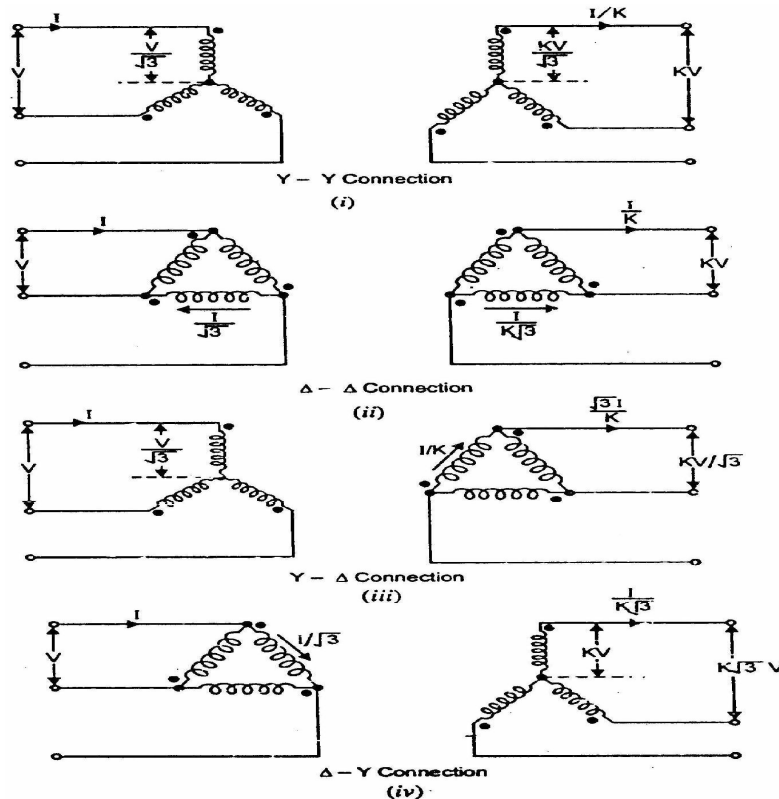 I
V
V/√3
I/K
KV/√3
KV
Y – Y Connection
(i)
I
V
I/√3
I/K
KV
I/K√3
Δ – Δ Connection
(ii)
I
V
V/√3
√3 I/K
I/K
KV/√3
Y – Δ Connection
(iii)
I
V
I/√3
I/K√3
KV
K√3 V
Δ – Y Connection
(iv)